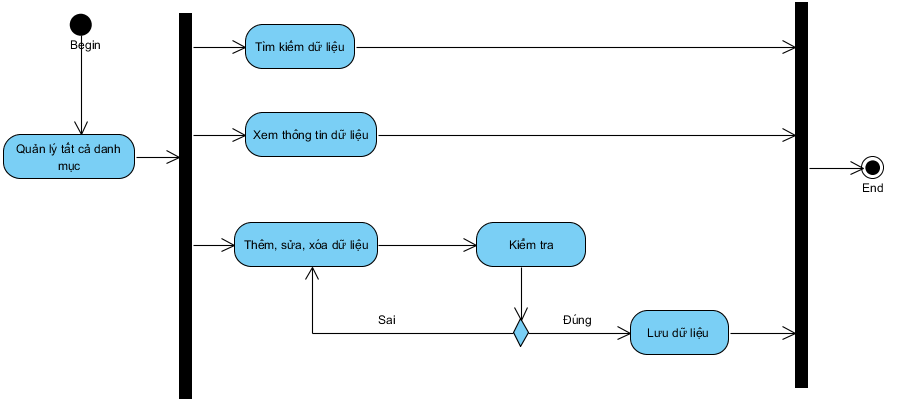 Begin
Quản lý tất cả danh
mục
Tìm kiếm dữ liệu
Xem thông tin dữ liệu
Thêm, sửa, xóa dữ liệu
Kiểm tra
Sai
Đúng
Lưu dữ liệu
End